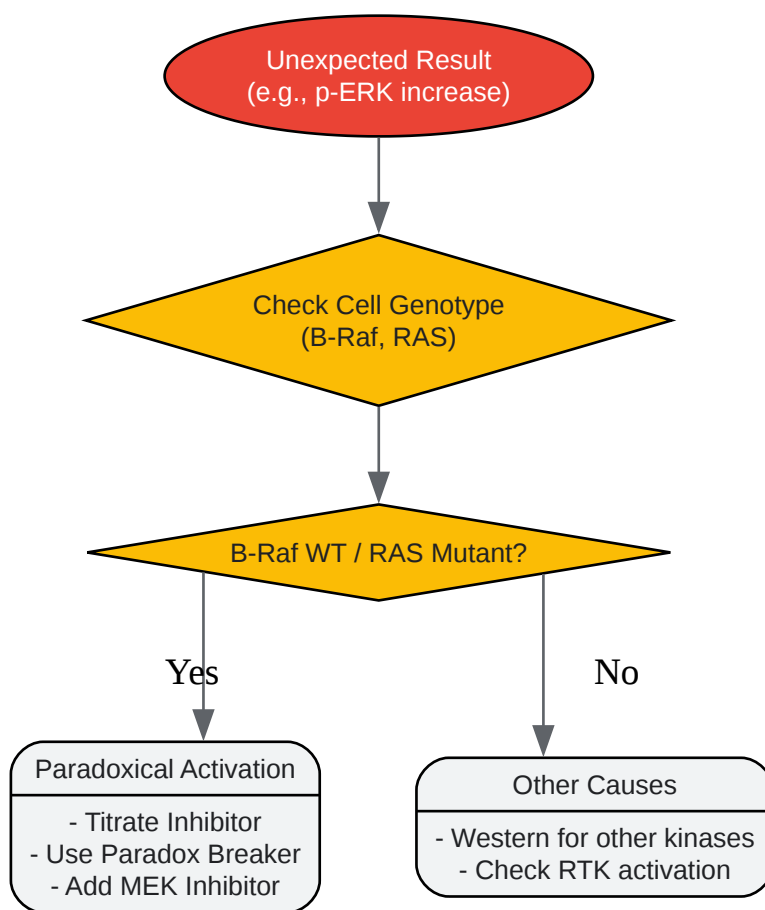 Unexpected Result
(e.g., p-ERK increase)
Check Cell Genotype
(B-Raf, RAS)
B-Raf WT / RAS Mutant?
Yes
No
Paradoxical Activation
- Titrate Inhibitor
- Use Paradox Breaker
- Add MEK Inhibitor
Other Causes
- Western for other kinases
- Check RTK activation